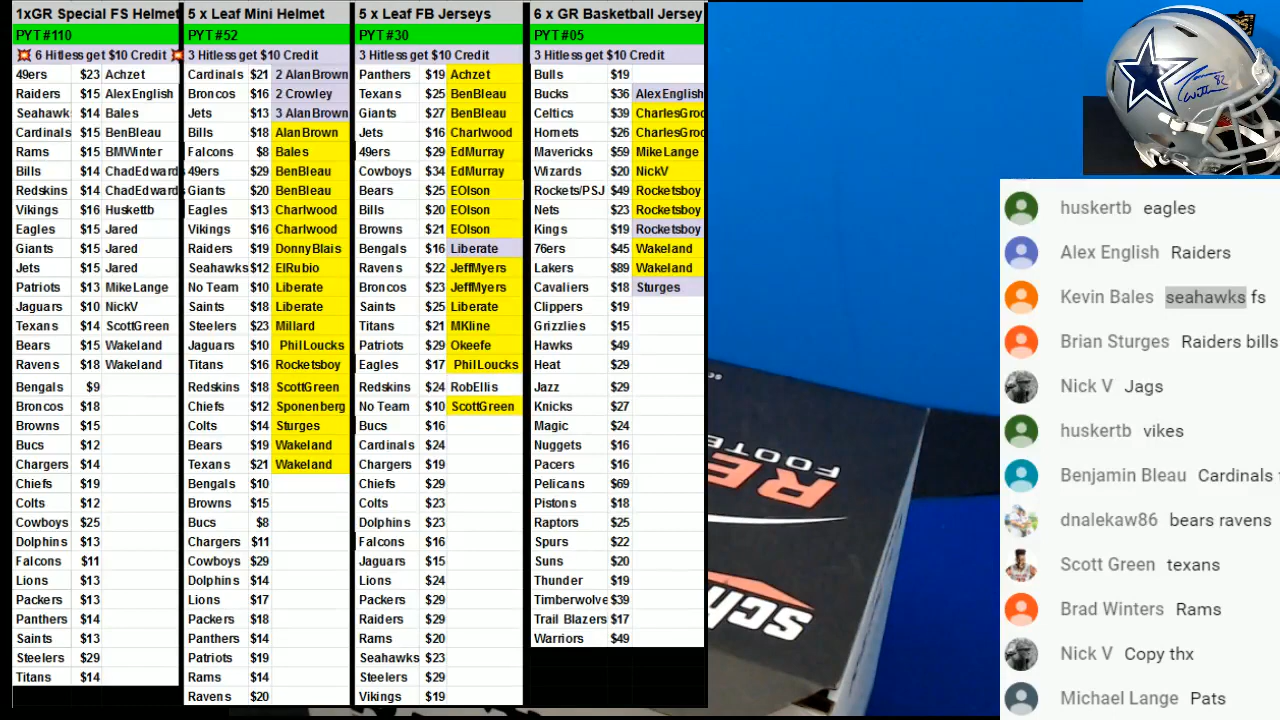 1xGR Special FS Helmet
PYT #110
6 Hitless get $10 Credit
49ers $23 Achzet
Raiders $15 AlexEnglish
Seahawk $14 Bales
Cardinals $15 BenBleau
Rams $15 BMWinter
Bills $14 ChadEdwards
Redskins $14 ChadEdwards
Vikings $16 Huskettb
Eagles $15 Jared
Giants $15 Jared
Jets $15 Jared
Patriots $13 MikeLange
Jaguars $10 NickV
Texans $14 ScottGreen
Bears $15 Wakeland
Ravens $18 Wakeland
Bengals $9
Broncos $18
Browns $15
Bucs $12
Chargers $14
Chiefs $19
Colts $12
Cowboys $25
Dolphins $13
Falcons $11
Lions $13
Packers $13
Panthers $14
Saints $13
Steelers $29
Titans $14
5 x Leaf Mini Helmet
PYT #52
3 Hitless get $10 Credit
Cardinals $21 2 AlanBrown
Broncos $16 2 Crowley
Jets $13 3 AlanBrown
Bills $18 AlanBrown
Falcons $8 Bales
49ers $29 BenBleau
Giants $20 BenBleau
Eagles $13 Charlwood
Vikings $16 Charlwood
Raiders $19 DonnyBlais
Seahawks $12 ElRubio
No Team $10 Liberate
Saints $18 Liberate
Steelers $23 Millard
Jaguars $10 PhilLoucks
Titans $16 Rocketsboy
Redskins $18 ScottGreen
Chiefs $12 Sponenberg
Colts $14 Sturges
Bears $19 Wakeland
Texans $21 Wakeland
Bengals $10
Browns $15
Bucs $8
Chargers $11
Cowboys $29
Dolphins $14
Lions $17
Packers $18
Panthers $14
Patriots $19
Rams $14
Ravens $20
5 x Leaf FB Jerseys
PYT #30
3 Hitless get $10 Credit
Panthers $19 Achzet
Texans $25 BenBleau
Giants $27 BenBleau
Jets $16 Charlwood
49ers $29 EdMurray
Cowboys $34 EdMurray
Bears $25 EOlson
Bills $20 EOlson
Browns $21 EOlson
Bengals $16 Liberate
Ravens $22 JeffMyers
Broncos $23 JeffMyers
Saints $25 Liberate
Titans $21 MKline
Patriots $29 Okeefe
Eagles $17 PhilLoucks
Redskins $24 RobEllis
No Team $10 ScottGreen
Bucs $16
Cardinals $24
Chargers $19
Chiefs $29
Colts $23
Dolphins $23
Falcons $16
Jaguars $15
Lions $24
Packers $29
Raiders $29
Rams $20
Seahawks $23
Steelers $29
Vikings $19
6 x GR Basketball Jersey
PYT #05
3 Hitless get $10 Credit
Bulls $19
Bucks $36 AlexEnglish
Celtics $39 CharlesGroo
Hornets $26 CharlesGroo
Mavericks $59 MikeLange
Wizards $20 NickV
Rockets/PSJ $49 Rocketsboy
Nets $23 Rocketsboy
Kings $19 Rocketsboy
76ers $45 Wakeland
Lakers $89 Wakeland
Cavaliers $18 Sturges
Clippers $19
Grizzlies $15
Hawks $49
Heat $29
Jazz $29
Knicks $27
Magic $24
Nuggets $16
Pacers $16
Pelicans $69
Pistons $18
Raptors $25
Spurs $22
Suns $20
Thunder $19
Timberwolve $39
Trail Blazers $17
Warriors $49
huskertb eagles
Alex English Raiders
Kevin Bales seahawks fs
Brian Sturges Raiders bills
Nick V Jags
huskertb vikes
Benjamin Bleau Cardinals
dnalekaw86 bears ravens
Scott Green texans
Brad Winters Rams
Nick V Copy thx
Michael Lange Pats
RE
FOOT
sch